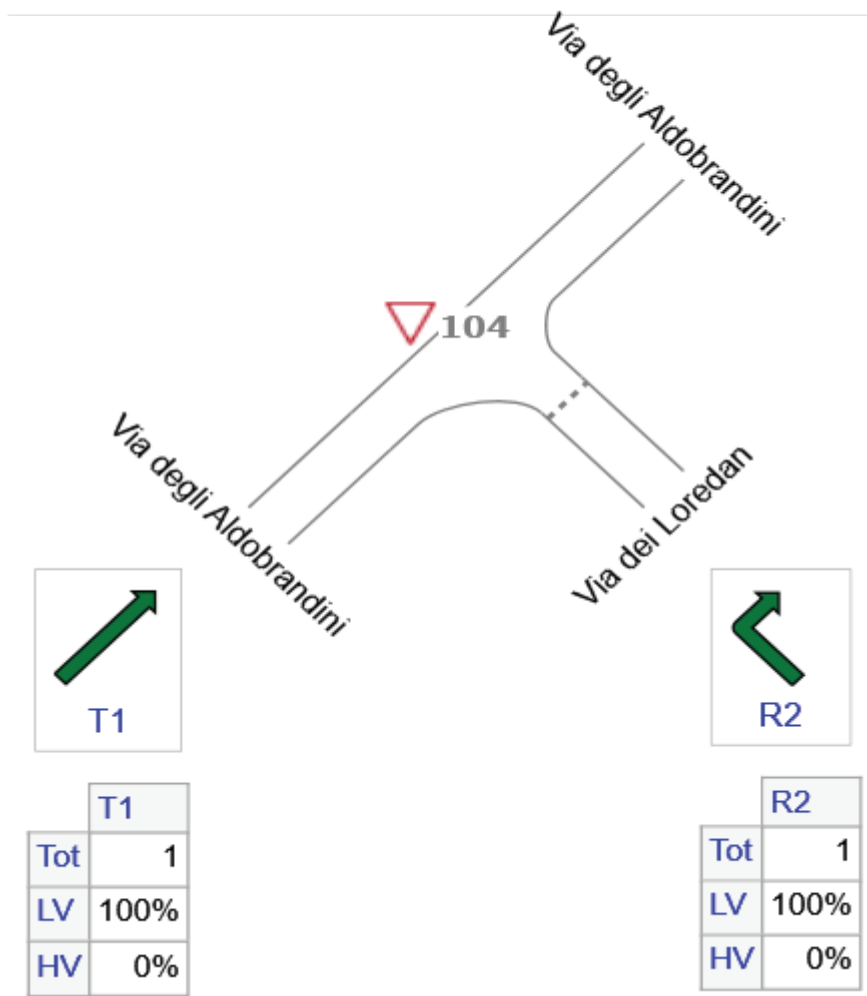 Via degli Aldobrandini
104
Via degli Aldobrandini
Via dei Loredan
T1
R2
T1
Tot 1
LV 100%
HV 0%
R2
Tot 1
LV 100%
HV 0%